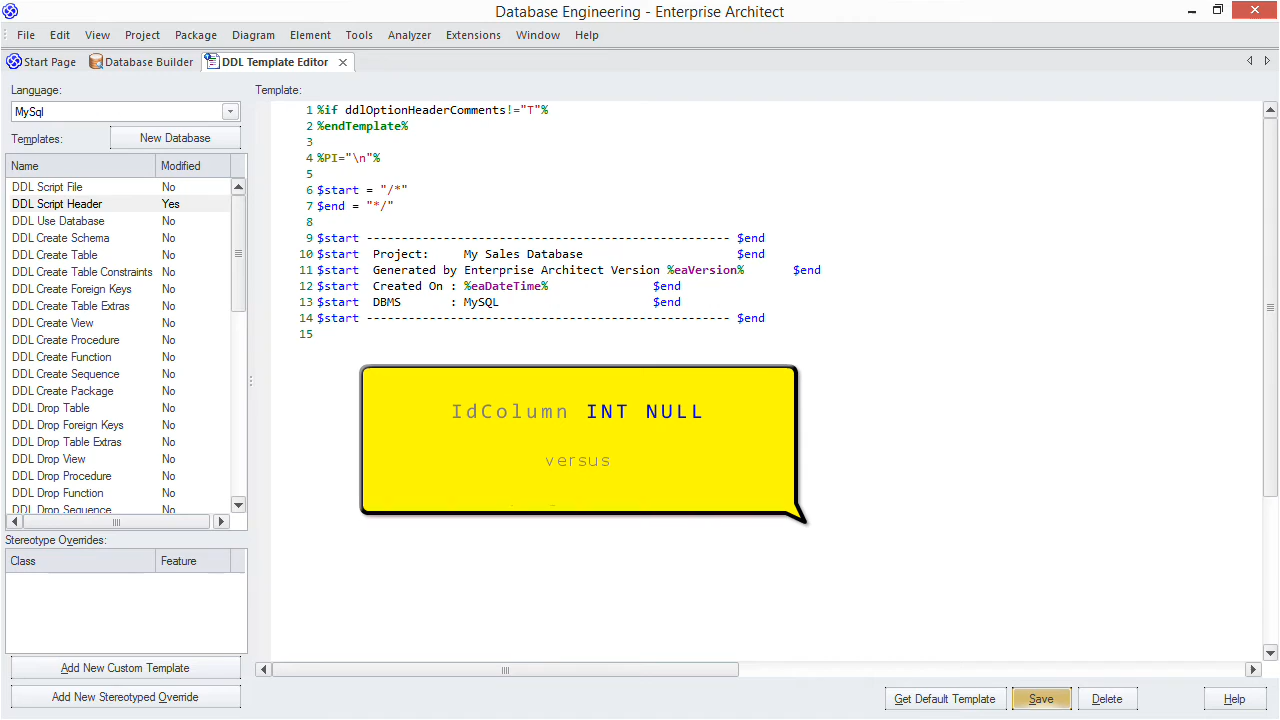 Database Engineering - Enterprise Architect
File Edit View Project Package Diagram Element Tools Analyzer Extensions Window Help
Start Page Database Builder DDL Template Editor
Language:
MySql
Templates: New Database
Name Modified
DDL Script File No
DDL Script Header Yes
DDL Use Database No
DDL Create Schema No
DDL Create Table No
DDL Create Table Constraints No
DDL Create Foreign Keys No
DDL Create Table Extras No
DDL Create View No
DDL Create Procedure No
DDL Create Function No
DDL Create Sequence No
DDL Create Package No
DDL Drop Table No
DDL Drop Foreign Keys No
DDL Drop Table Extras No
DDL Drop View No
DDL Drop Procedure No
DDL Drop Function No
DDL Drop Sequence No
Stereotype Overrides:
Class Feature
Add New Custom Template
Add New Stereotyped Override
Template:
1 %if ddlOptionHeaderComments!="T"%
2 %endTemplate%
3
4 %PI="\n"%
5
6 $start = "/*"
7 $end = "*/"
8
9 $start ---------------------------------------------------- $end
10 $start Project: My Sales Database $end
11 $start Generated by Enterprise Architect Version %eaVersion% $end
12 $start Created On : %eaDateTime% $end
13 $start DBMS : MySQL $end
14 $start ---------------------------------------------------- $end
15
IdColumn INT NULL
versus
Get Default Template Save Delete Help